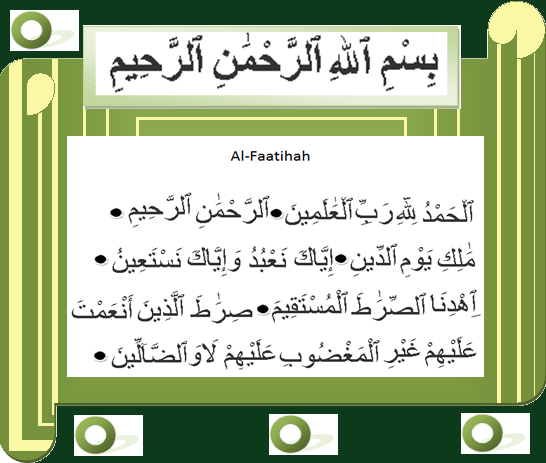 بِسْمِ ٱللَّهِ ٱلرَّحْمَٰنِ ٱلرَّحِيمِ
Al-Faatihah
ٱلْحَمْدُ لِلَّهِ رَبِّ ٱلْعَٰلَمِينَ • ٱلرَّحْمَٰنِ ٱلرَّحِيمِ •
مَٰلِكِ يَوْمِ ٱلدِّينِ • إِيَّاكَ نَعْبُدُ وَإِيَّاكَ نَسْتَعِينُ •
ٱهْدِنَا ٱلصِّرَٰطَ ٱلْمُسْتَقِيمَ • صِرَٰطَ ٱلَّذِينَ أَنْعَمْتَ
عَلَيْهِمْ غَيْرِ ٱلْمَغْضُوبِ عَلَيْهِمْ لَاوَ ٱلضَّآلِّينَ •